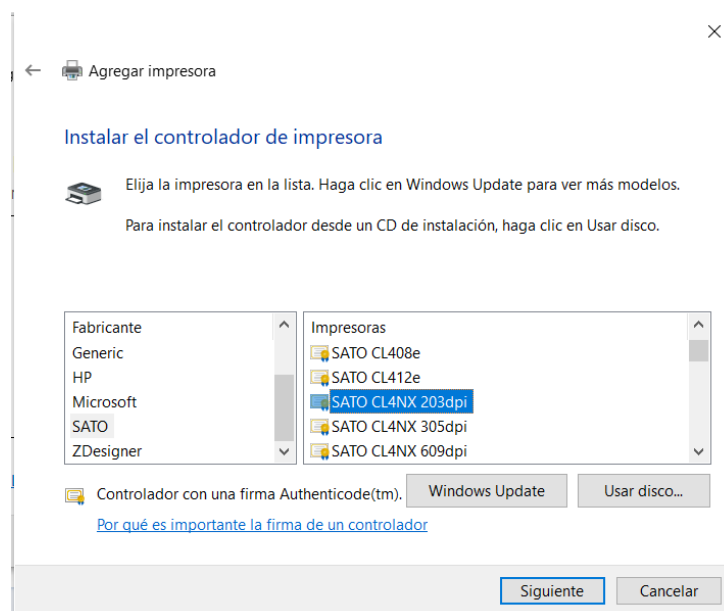 Agregar impresora
Instalar el controlador de impresora
Elija la impresora en la lista. Haga clic en Windows Update para ver más modelos.
Para instalar el controlador desde un CD de instalación, haga clic en Usar disco.
Fabricante
Generic
HP
Microsoft
SATO
ZDesigner
Impresoras
SATO CL408e
SATO CL412e
SATO CL4NX 203dpi
SATO CL4NX 305dpi
SATO CL4NX 609dpi
Controlador con una firma Authenticode(tm).
Windows Update
Usar disco...
Por qué es importante la firma de un controlador
Siguiente
Cancelar